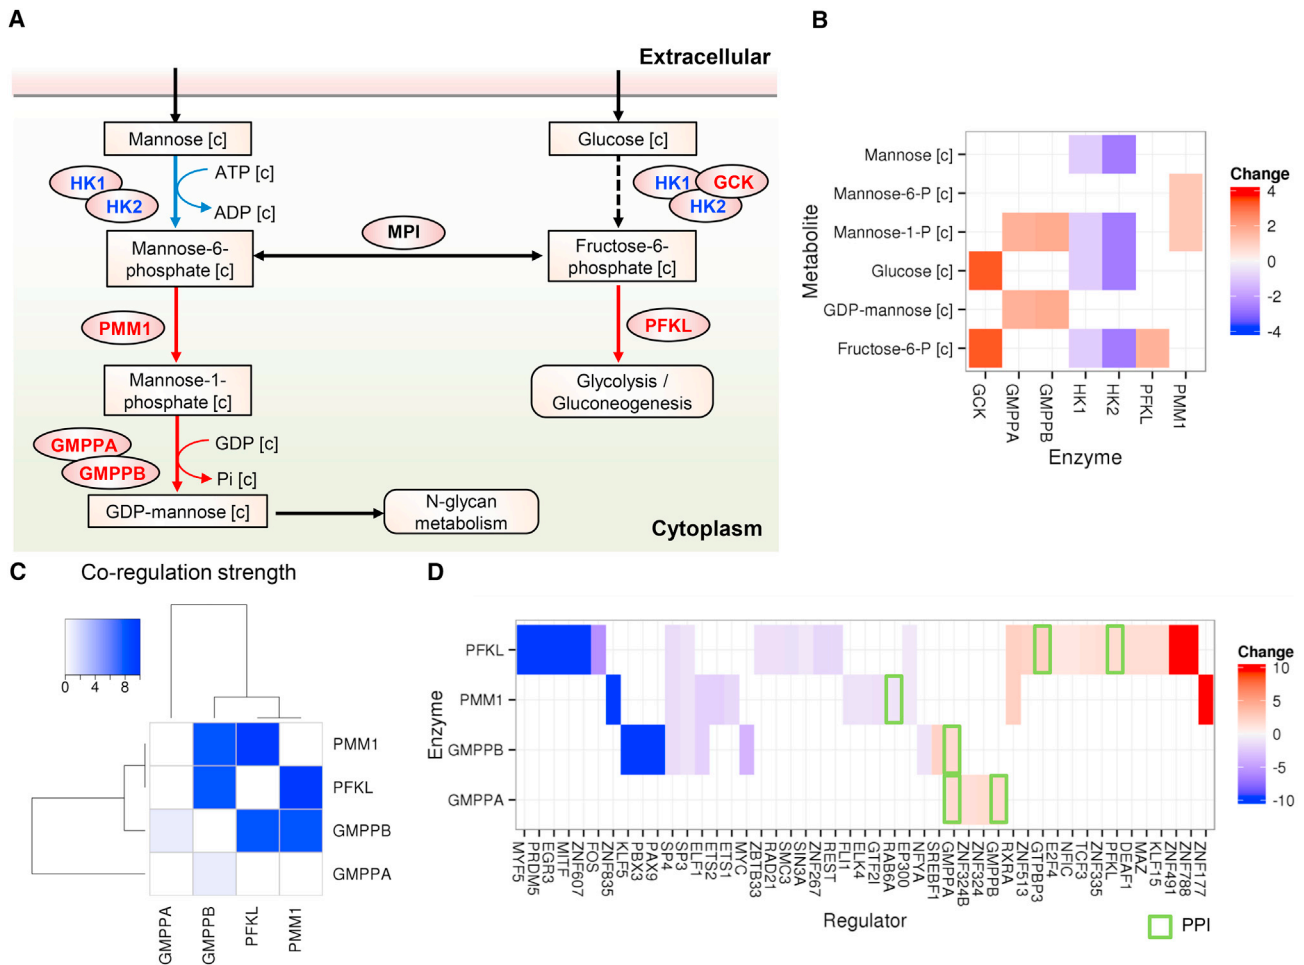 A
Extracellular
Mannose [c]
Glucose [c]
HK1
HK2
ATP [c]
ADP [c]
HK1
GCK
HK2
MPI
Mannose-6-
phosphate [c]
Fructose-6-
phosphate [c]
PMM1
PFKL
Mannose-1-
phosphate [c]
Glycolysis /
Gluconeogenesis
GMPPA
GMPPB
GDP [c]
Pi [c]
GDP-mannose [c]
N-glycan
metabolism
Cytoplasm
B
Metabolite
Mannose [c]
Mannose-6-P [c]
Mannose-1-P [c]
Glucose [c]
GDP-mannose [c]
Fructose-6-P [c]
GCK
GMPPA
GMPPB
HK1
HK2
PFKL
PMM1
Enzyme
Change
4
2
0
-2
-4
C
Co-regulation strength
0 4 8
PMM1
PFKL
GMPPB
GMPPA
GMPPA
GMPPB
PFKL
PMM1
D
Enzyme
PFKL
PMM1
GMPPB
GMPPA
MYF5
PRDM5
EGR3
MITF
ZNF607
FOS
ZNF835
KLF5
PBX3
PAX9
SP4
SP3
ELF1
ETS2
ETS1
MYC
ZBTB33
RAD21
SMC3
SIN3A
ZNF267
REST
FLI1
ELK4
GTF2I
RAB6A
EP300
NFYA
SREBF1
GMPPA
ZNF324B
ZNF324
GMPPB
RXRA
ZNF513
GTPBP3
E2F4
NFIC
TCF3
ZNF335
PFKL
DEAF1
MAZ
KLF15
ZNF491
ZNF788
ZNF177
Regulator
Change
10
5
0
-5
-10
PPI